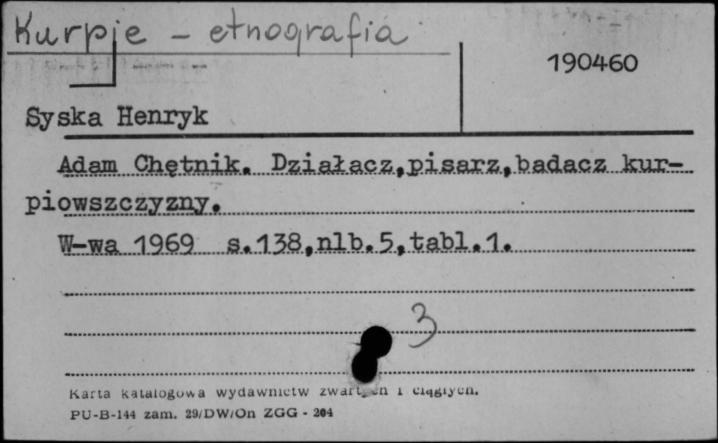 Kurpie - etnografia
190460
Syska Henryk
Adam Chętnik. Działacz,pisarz,badacz kur-
piowszczyzny.
W-wa 1969 s.138,nlb.5,tabl.1.
3
Karta katalogowa wydawnictw zwartych i ciągłych.
PU-B-144 zam. 29/DW/On ZGG - 204